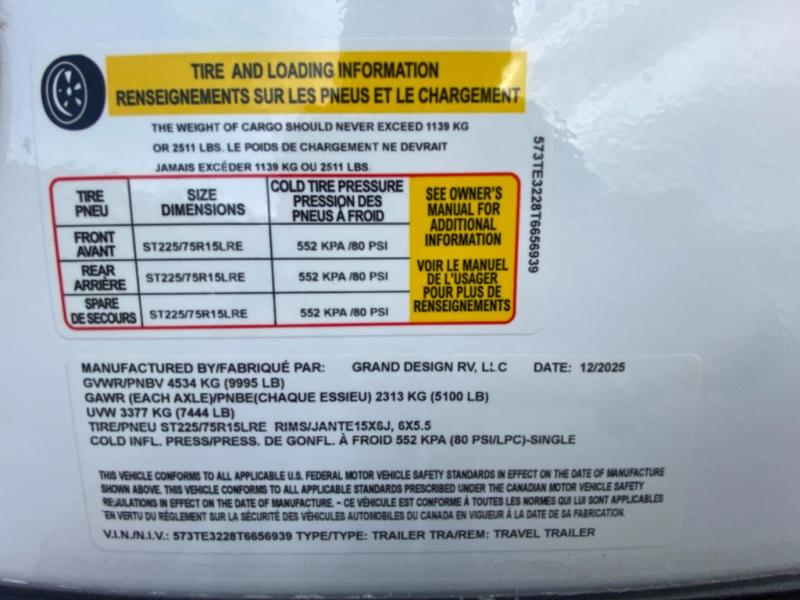 TIRE AND LOADING INFORMATION
RENSEIGNEMENTS SUR LES PNEUS ET LE CHARGEMENT
THE WEIGHT OF CARGO SHOULD NEVER EXCEED 1139 KG
OR 2511 LBS. LE POIDS DE CHARGEMENT NE DEVRAIT
JAMAIS EXCÉDER 1139 KG OU 2511 LBS.
TIRE
PNEU
SIZE
DIMENSIONS
COLD TIRE PRESSURE
PRESSION DES
PNEUS À FROID
FRONT
AVANT
ST225/75R15LRE
552 KPA /80 PSI
REAR
ARRIÈRE
ST225/75R15LRE
552 KPA /80 PSI
SPARE
DE SECOURS
ST225/75R15LRE
552 KPA /80 PSI
SEE OWNER'S
MANUAL FOR
ADDITIONAL
INFORMATION
VOIR LE MANUEL
DE L'USAGER
POUR PLUS DE
RENSEIGNEMENTS
573TE3228T6656939
MANUFACTURED BY/FABRIQUÉ PAR: GRAND DESIGN RV, LLC DATE: 12/2025
GVWR/PNBV 4534 KG (9995 LB)
GAWR (EACH AXLE)/PNBE(CHAQUE ESSIEU) 2313 KG (5100 LB)
UVW 3377 KG (7444 LB)
TIRE/PNEU ST225/75R15LRE RIMS/JANTE15X6J, 6X5.5
COLD INFL. PRESS/PRESS. DE GONFL. À FROID 552 KPA (80 PSI/LPC)-SINGLE
THIS VEHICLE CONFORMS TO ALL APPLICABLE U.S. FEDERAL MOTOR VEHICLE SAFETY STANDARDS IN EFFECT ON THE DATE OF MANUFACTURE
SHOWN ABOVE. THIS VEHICLE CONFORMS TO ALL APPLICABLE STANDARDS PRESCRIBED UNDER THE CANADIAN MOTOR VEHICLE SAFETY
REGULATIONS IN EFFECT ON THE DATE OF MANUFACTURE. – CE VÉHICULE EST CONFORME À TOUTES LES NORMES QUI LUI SONT APPLICABLES
EN VERTU DU RÈGLEMENT SUR LA SÉCURITÉ DES VÉHICULES AUTOMOBILES DU CANADA EN VIGUEUR À LA DATE DE SA FABRICATION.
V.I.N./N.I.V.: 573TE3228T6656939 TYPE/TYPE: TRAILER TRA/REM: TRAVEL TRAILER